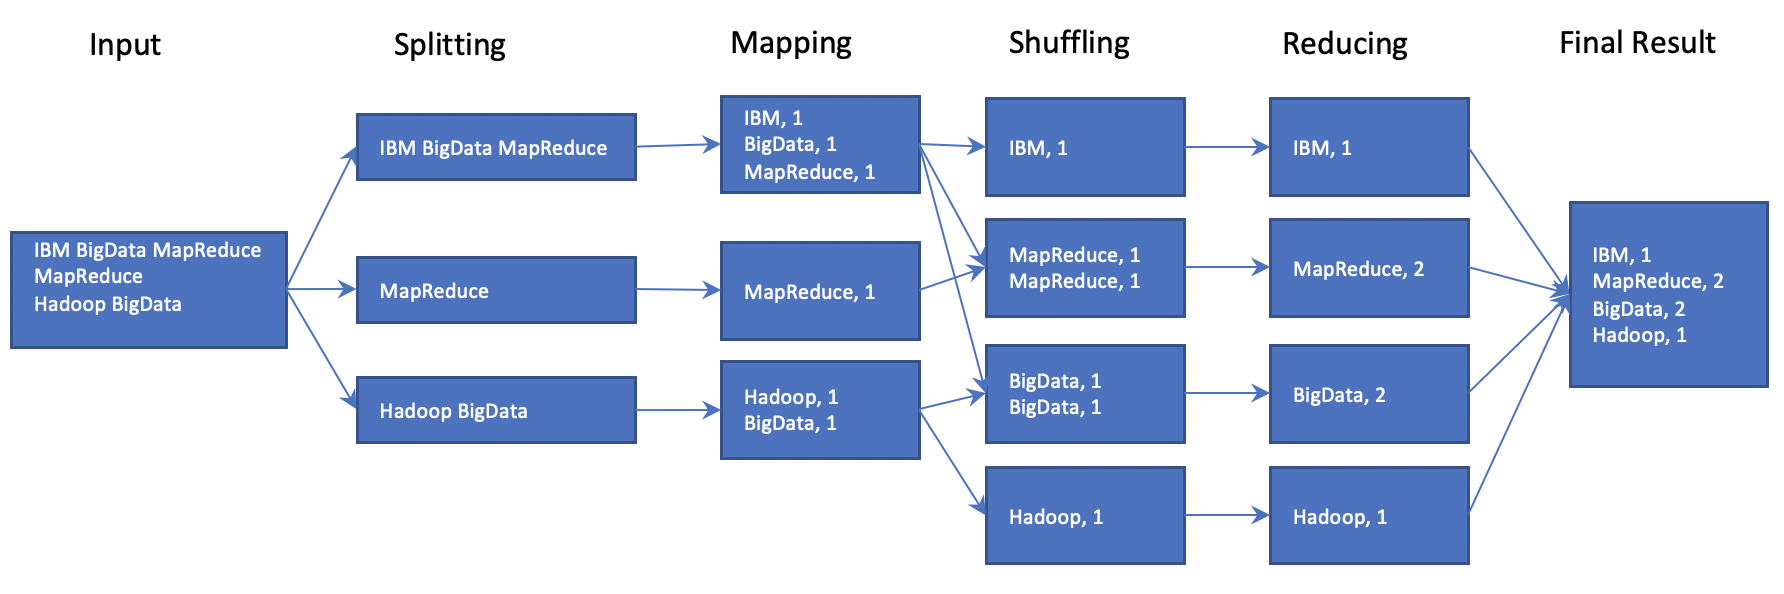 Input
Splitting
Mapping
Shuffling
Reducing
Final Result
IBM BigData MapReduce
MapReduce
Hadoop BigData
IBM BigData MapReduce
MapReduce
Hadoop BigData
IBM, 1
BigData, 1
MapReduce, 1
MapReduce, 1
Hadoop, 1
BigData, 1
IBM, 1
MapReduce, 1
MapReduce, 1
BigData, 1
BigData, 1
Hadoop, 1
IBM, 1
MapReduce, 2
BigData, 2
Hadoop, 1
IBM, 1
MapReduce, 2
BigData, 2
Hadoop, 1